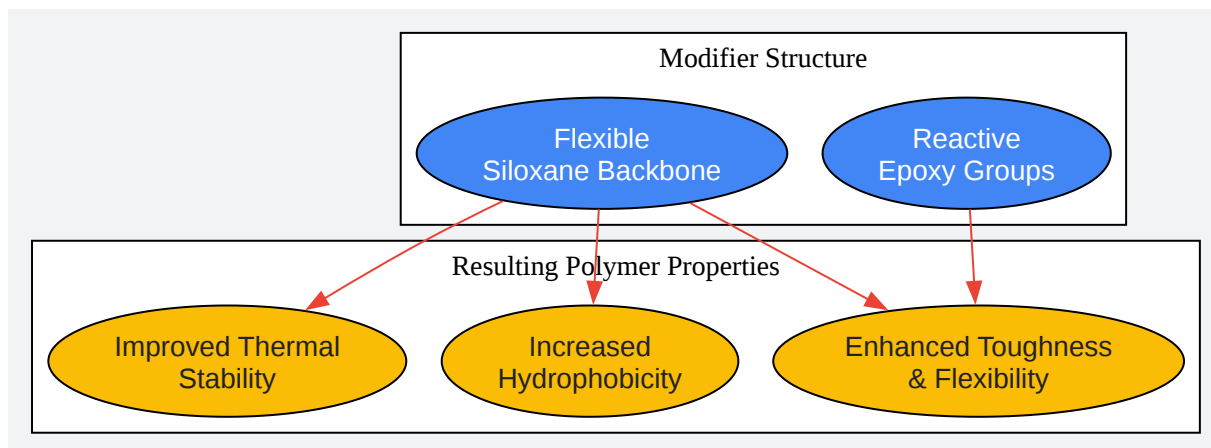 Modifier Structure
Flexible
Siloxane Backbone
Reactive
Epoxy Groups
Resulting Polymer Properties
Improved Thermal
Stability
Increased
Hydrophobicity
Enhanced Toughness
& Flexibility